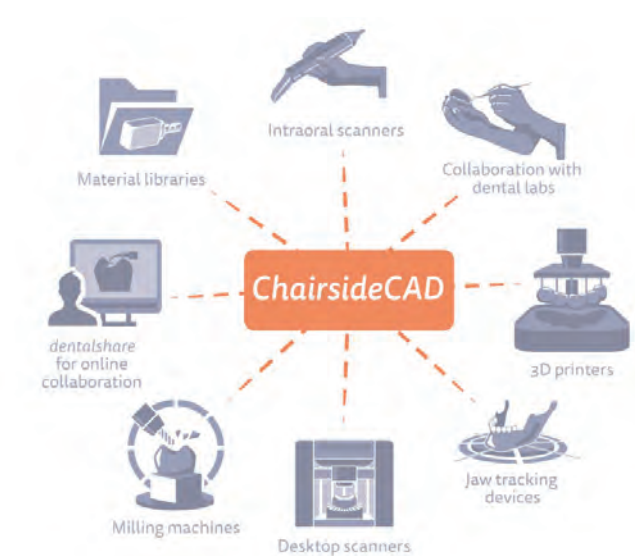 Intraoral scanners
Material libraries
Collaboration with
dental labs
ChairsideCAD
dentalshare
for online
collaboration
3D printers
Jaw tracking
devices
Milling machines
Desktop scanners